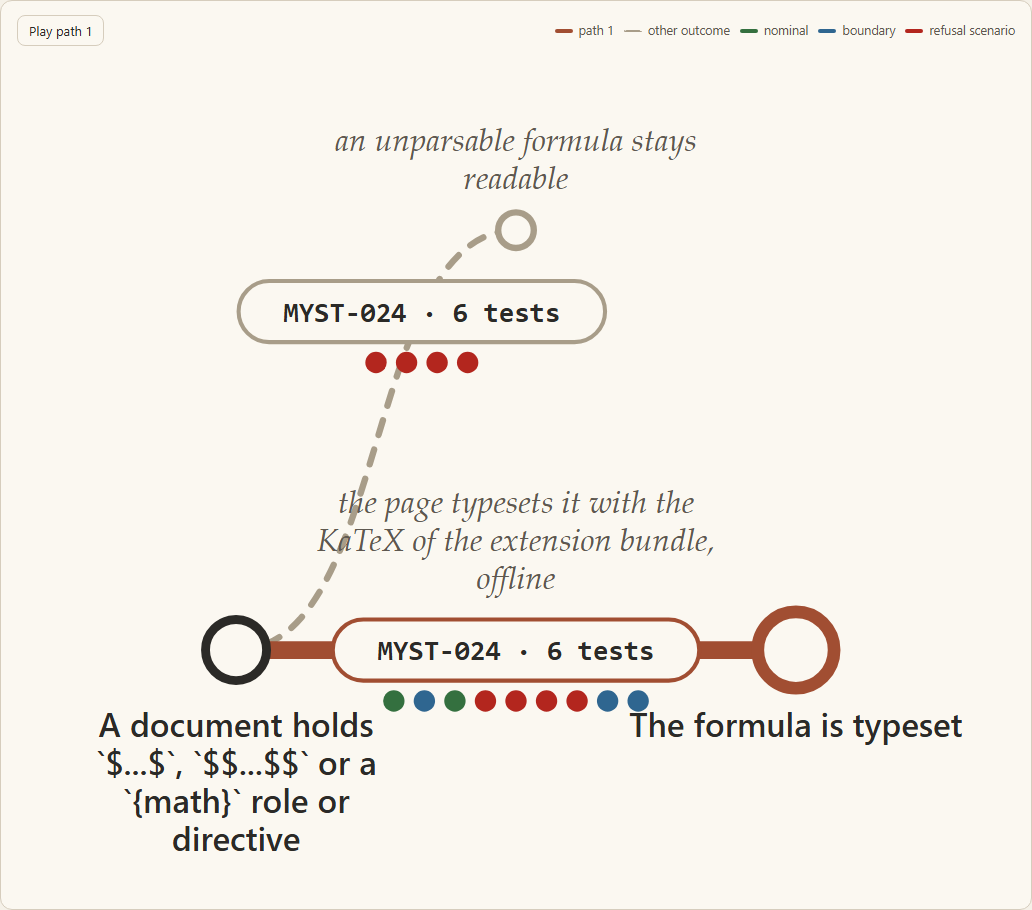 Play path 1
path 1
other outcome
nominal
boundary
refusal scenario
an unparsable formula stays
readable
MYST-024 · 6 tests
the page typesets it with the
KaTeX of the extension bundle,
offline
MYST-024 · 6 tests
A document holds
`$...$`, `$$...$$` or a
`{math}` role or
directive
The formula is typeset